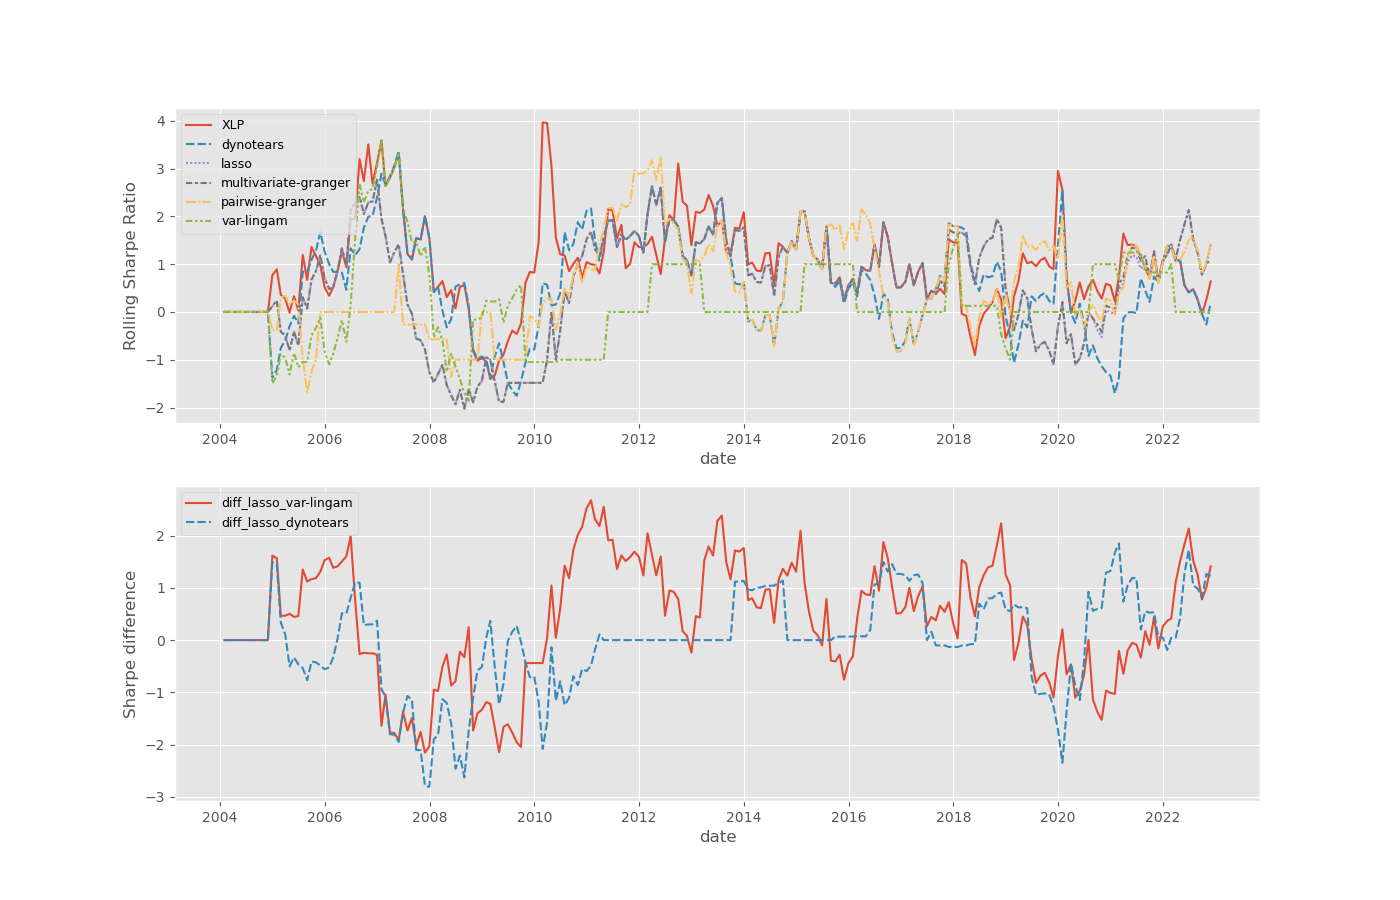 Rolling Sharpe Ratio
4
3
2
1
0
−1
−2
XLP
dynotears
lasso
multivariate-granger
pairwise-granger
var-lingam
2004 2006 2008 2010 2012 2014 2016 2018 2020 2022
date
Sharpe difference
2
1
0
−1
−2
−3
diff_lasso_var-lingam
diff_lasso_dynotears
2004 2006 2008 2010 2012 2014 2016 2018 2020 2022
date